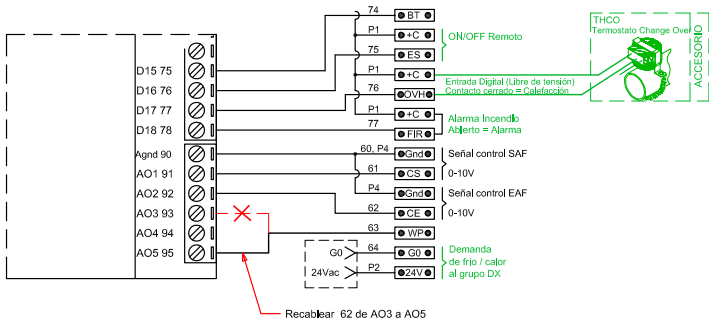 74
BT
P1
+C
75
ES
ON/OFF Remoto
P1
+C
76
OVH
Entrada Digital (Libre de tensión)
Contacto cerrado = Calefacción
THCO
Termostato Change Over
ACCESORIO
P1
+C
77
FIR
Alarma Incendio
Abierto = Alarma
D15 75
D16 76
D17 77
D18 78
Agnd 90
AO1 91
AO2 92
AO3 93
AO4 94
AO5 95
60, P4
Gnd
Señal control SAF
61
CS
0-10V
P4
Gnd
Señal control EAF
62
CE
0-10V
63
WP
G0
64
G0
24Vac
P2
24V
Demanda
de frio / calor
al grupo DX
Recablear 62 de AO3 a AO5